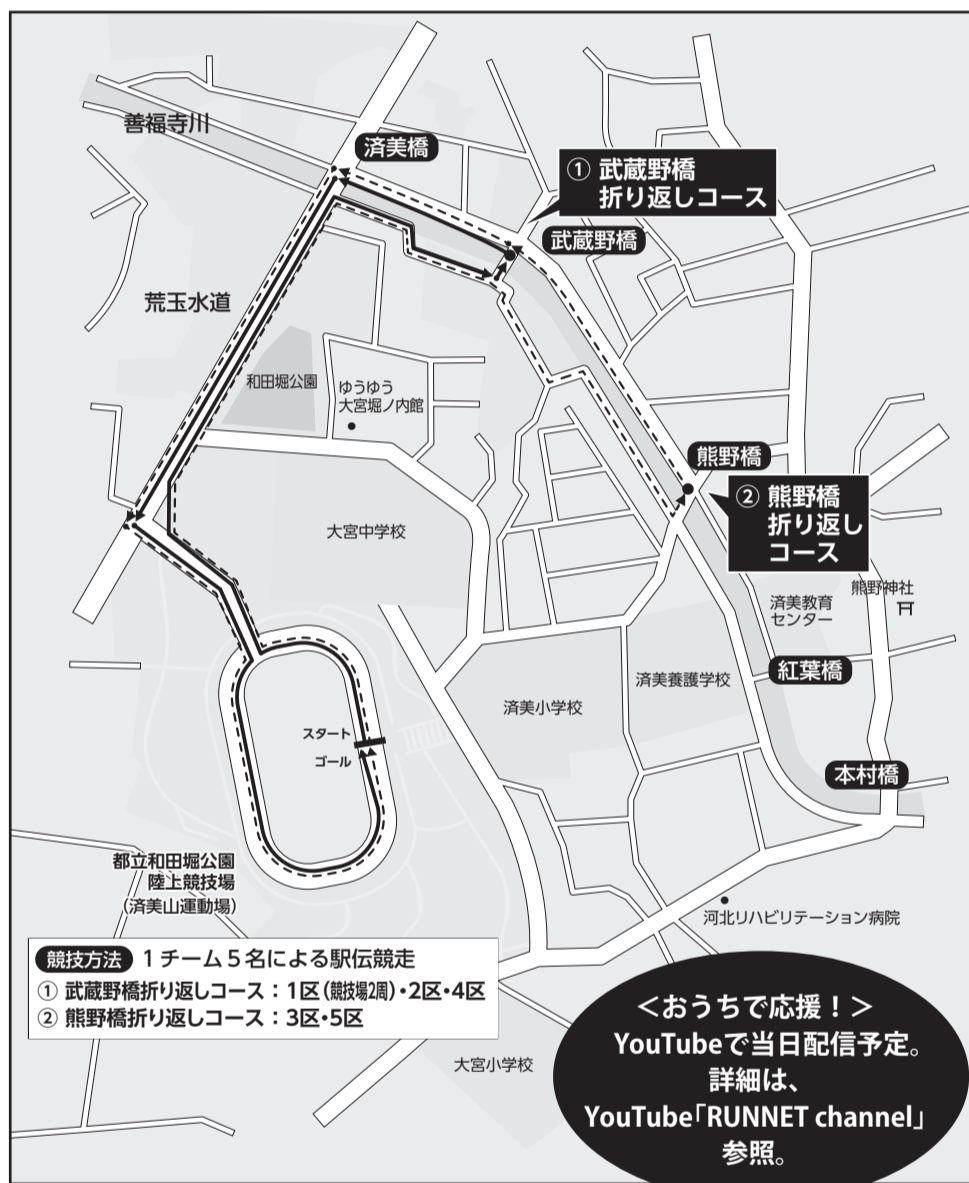 善福寺川
済美橋
① 武蔵野橋
折り返しコース
武蔵野橋
荒玉水道
和田堀公園
ゆうゆう
大宮堀ノ内館
熊野橋
② 熊野橋
折り返し
コース
大宮中学校
熊野神社
済美教育
センター
紅葉橋
済美養護学校
済美小学校
スタート
ゴール
本村橋
都立和田堀公園
陸上競技場
(済美山運動場)
河北リハビリテーション病院
競技方法 1チーム5名による駅伝競走
① 武蔵野橋折り返しコース：1区(競技場2周)・2区・4区
② 熊野橋折り返しコース：3区・5区
大宮小学校
＜おうちで応援！＞
YouTubeで当日配信予定。
詳細は、
YouTube「RUNNET channel」
参照。